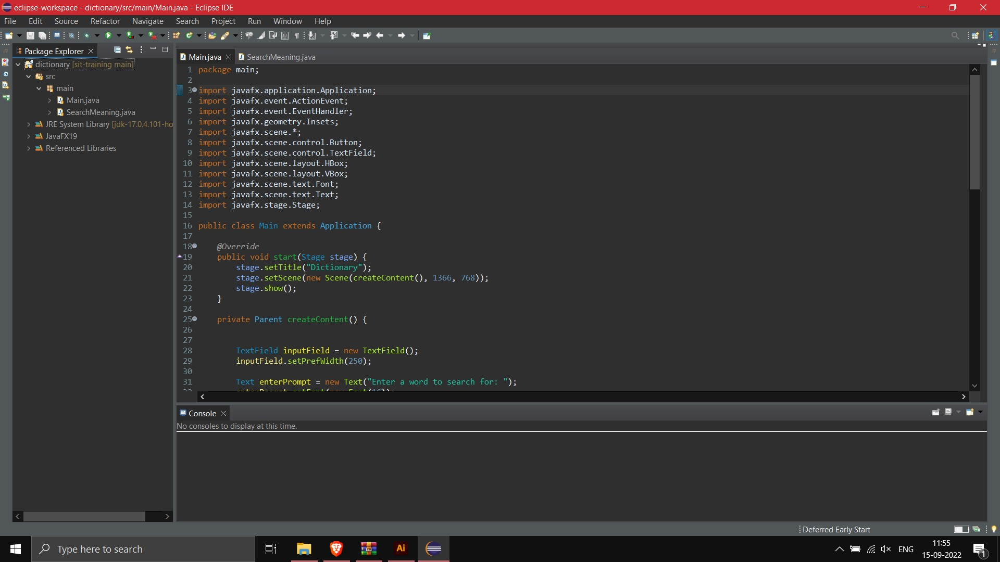 eclipse-workspace - dictionary/src/main/Main.java - Eclipse IDE
File Edit Source Refactor Navigate Search Project Run Window Help
Package Explorer
dictionary [sit-training main]
src
main
Main.java
SearchMeaning.java
JRE System Library [jdk-17.0.4.101-ho
JavaFX19
Referenced Libraries
Main.java SearchMeaning.java
1 package main;
2
3 import javafx.application.Application;
4 import javafx.event.ActionEvent;
5 import javafx.event.EventHandler;
6 import javafx.geometry.Insets;
7 import javafx.scene.*;
8 import javafx.scene.control.Button;
9 import javafx.scene.control.TextField;
10 import javafx.scene.layout.HBox;
11 import javafx.scene.layout.VBox;
12 import javafx.scene.text.Font;
13 import javafx.scene.text.Text;
14 import javafx.stage.Stage;
15
16 public class Main extends Application {
17
18 @Override
19 public void start(Stage stage) {
20 stage.setTitle("Dictionary");
21 stage.setScene(new Scene(createContent(), 1366, 768));
22 stage.show();
23 }
24
25 private Parent createContent() {
26
27
28 TextField inputField = new TextField();
29 inputField.setPrefWidth(250);
30
31 Text enterPrompt = new Text("Enter a word to search for: ");
Console
No consoles to display at this time.
Deferred Early Start
Type here to search
Ai
ENG
11:55
15-09-2022
1